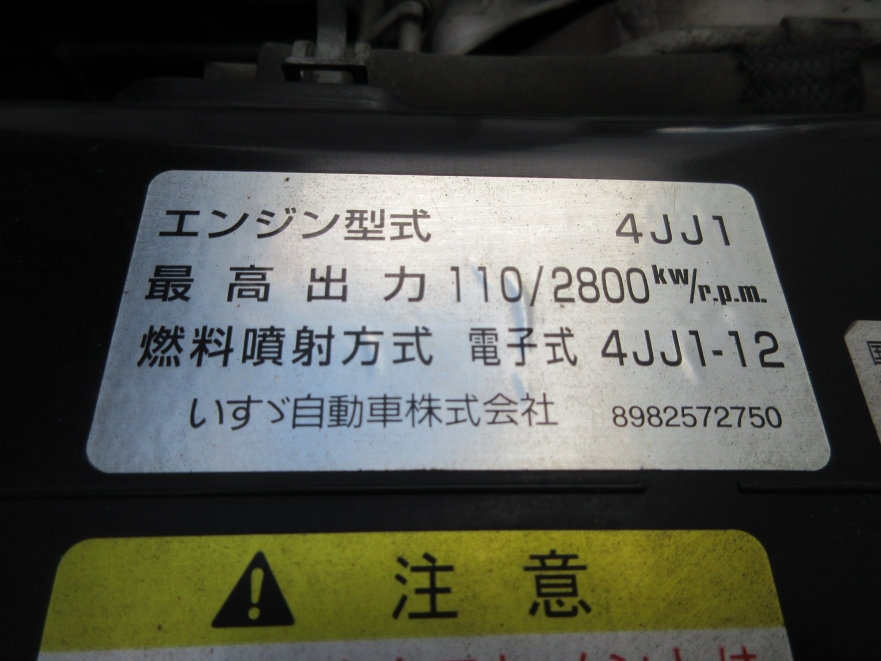 エンジン型式 4JJ1
最高出力 110/2800kw/r.p.m.
燃料噴射方式 電子式 4JJ1-12
いすゞ自動車株式会社 8982572750
注意